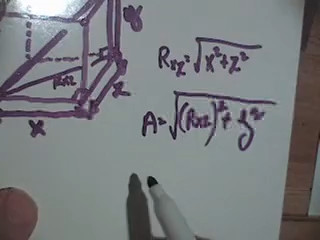 y
Rxz
z
x
Rxz=√x²+z²
A=√(Rxz)²+y²